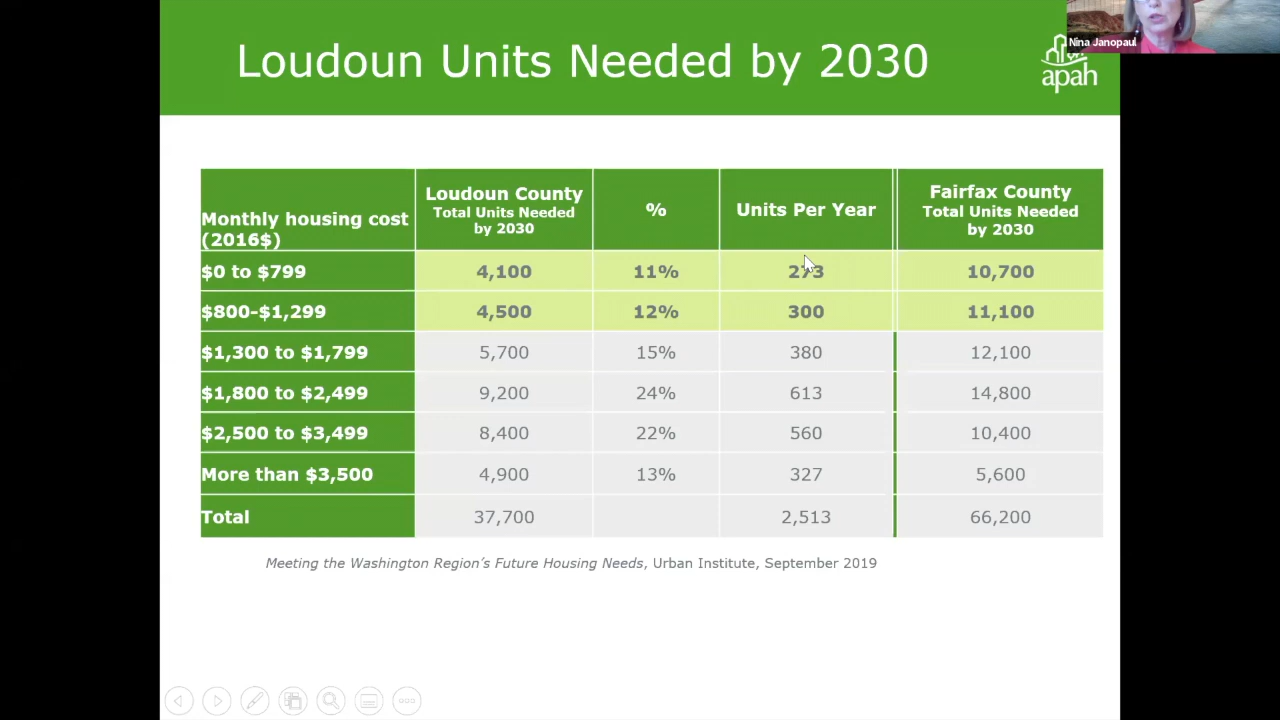 Loudoun Units Needed by 2030
Nina Janopaul
apah
Monthly housing cost
(2016$)
Loudoun County
Total Units Needed
by 2030
%
Units Per Year
Fairfax County
Total Units Needed
by 2030
$0 to $799 4,100 11% 273 10,700
$800-$1,299 4,500 12% 300 11,100
$1,300 to $1,799 5,700 15% 380 12,100
$1,800 to $2,499 9,200 24% 613 14,800
$2,500 to $3,499 8,400 22% 560 10,400
More than $3,500 4,900 13% 327 5,600
Total 37,700 2,513 66,200
Meeting the Washington Region's Future Housing Needs, Urban Institute, September 2019